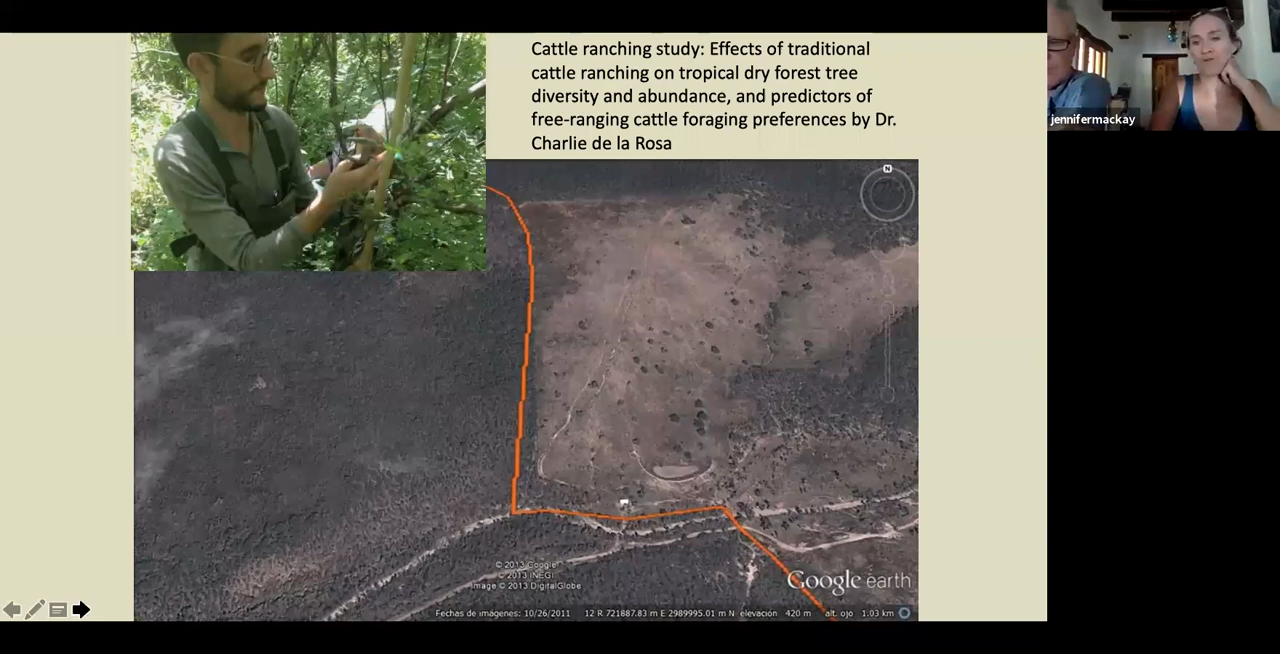 Cattle ranching study: Effects of traditional
cattle ranching on tropical dry forest tree
diversity and abundance, and predictors of
free-ranging cattle foraging preferences by Dr.
Charlie de la Rosa
jennifermackay
N
© 2013 Google
© 2013 INEGI
Image © 2013 DigitalGlobe
Google earth
Fechas de imágenes: 10/26/2011 12 R 721887.83 m E 2989995.01 m N elevación 420 m alt. ojo 1.03 km